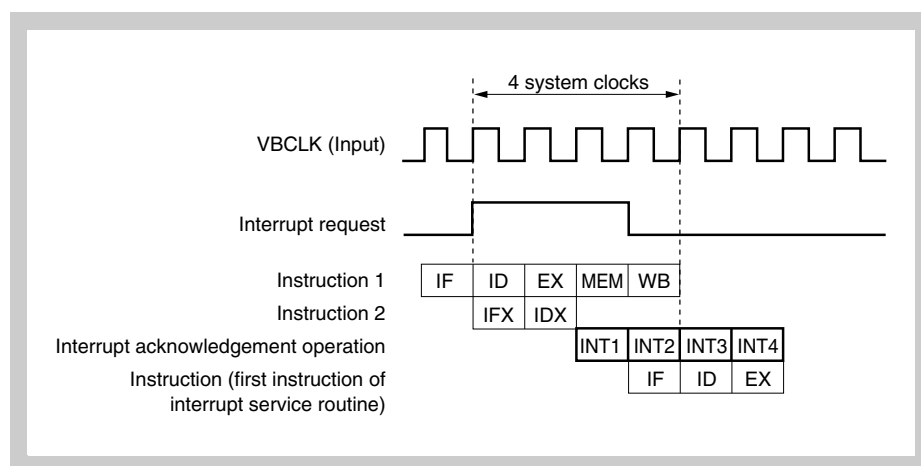 4 system clocks
VBCLK (Input)
Interrupt request
Instruction 1 IF ID EX MEM WB
Instruction 2 IFX IDX
Interrupt acknowledgement operation INT1 INT2 INT3 INT4
Instruction (first instruction of
interrupt service routine) IF ID EX